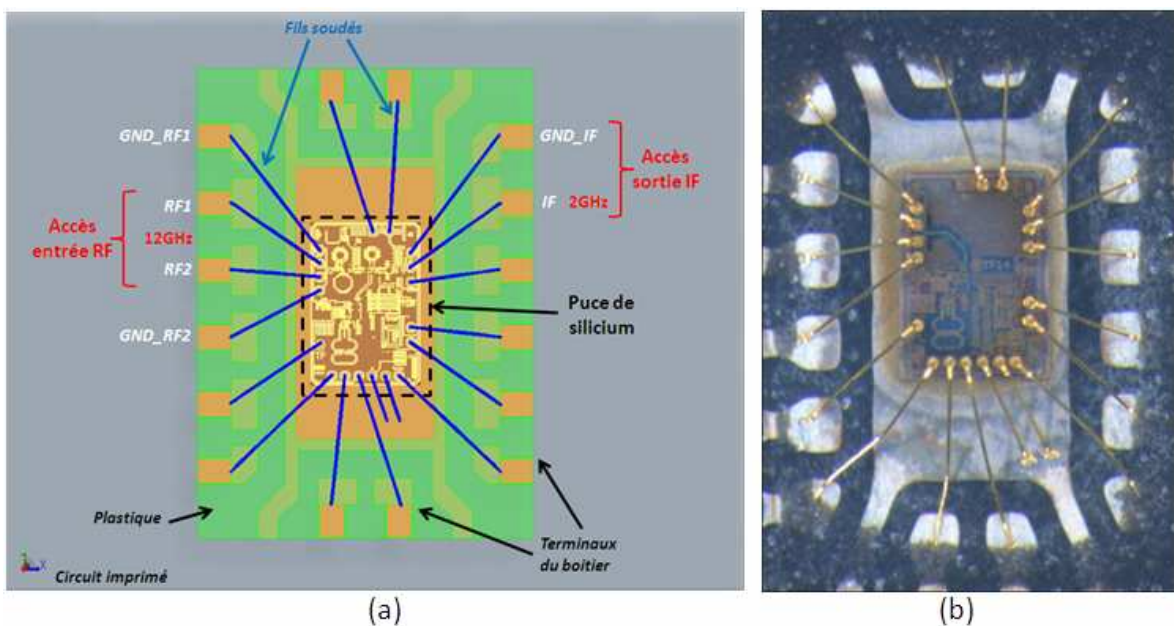 Fils soudés
GND_RF1
GND_IF
Accès
sortie IF
RF1
IF 2GHz
Accès
entrée RF
12GHz
RF2
Puce de
silicium
GND_RF2
Plastique
Terminaux
du boitier
Circuit imprimé
X
(a)
(b)